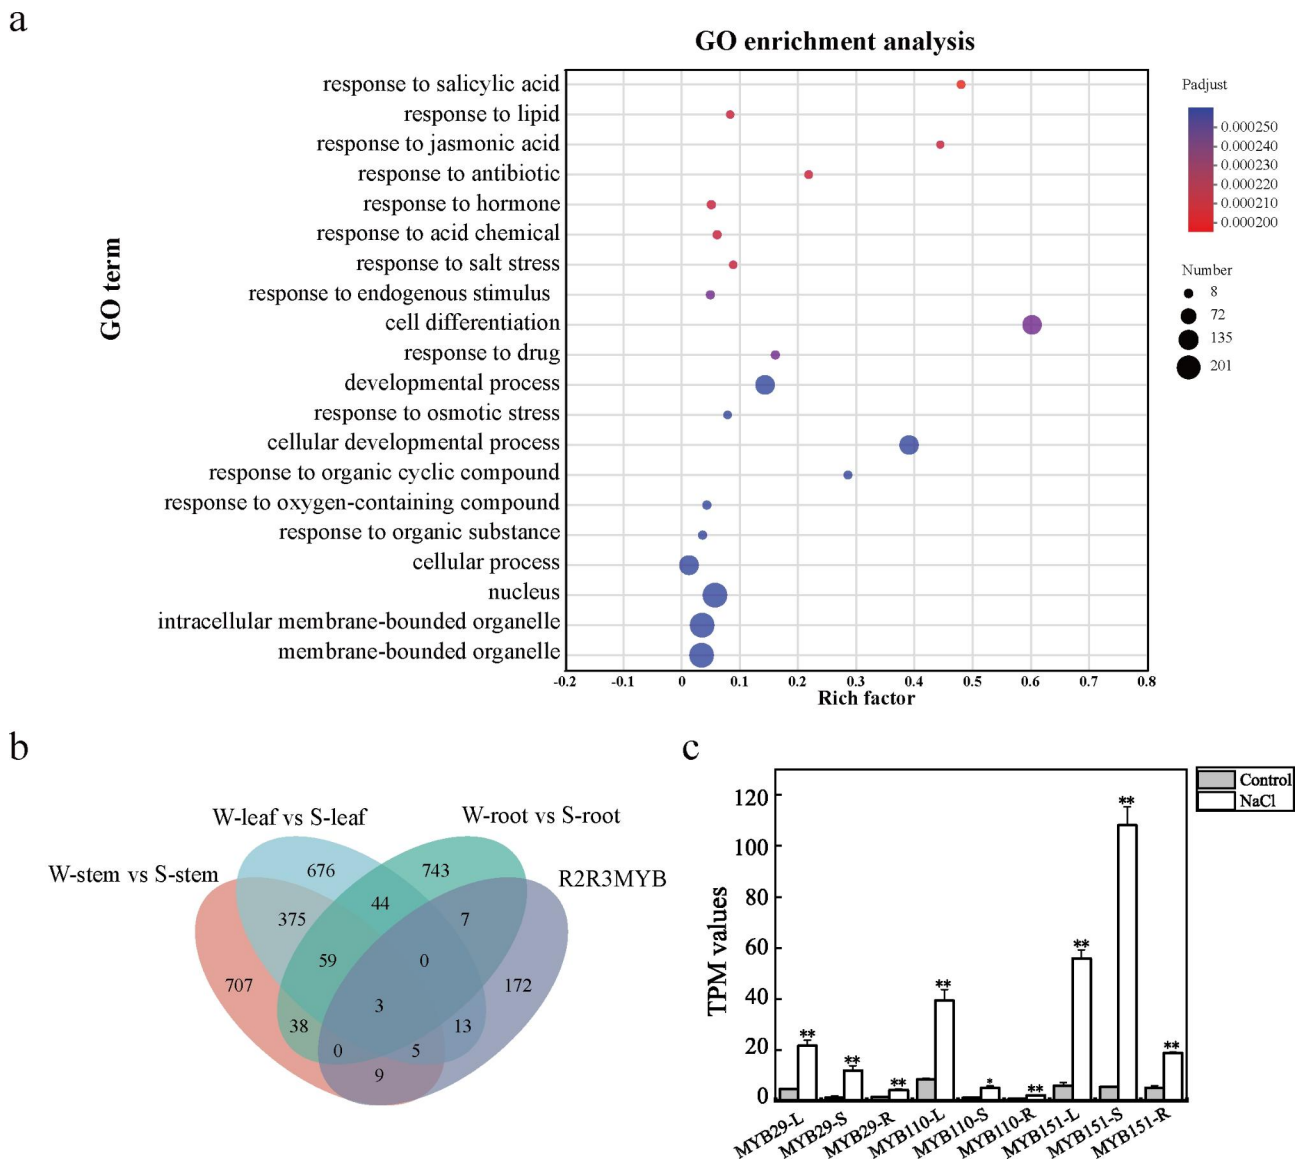 a
GO enrichment analysis
GO term
response to salicylic acid
response to lipid
response to jasmonic acid
response to antibiotic
response to hormone
response to acid chemical
response to salt stress
response to endogenous stimulus
cell differentiation
response to drug
developmental process
response to osmotic stress
cellular developmental process
response to organic cyclic compound
response to oxygen-containing compound
response to organic substance
cellular process
nucleus
intracellular membrane-bounded organelle
membrane-bounded organelle
-0.2 -0.1 0 0.1 0.2 0.3 0.4 0.5 0.6 0.7 0.8
Rich factor
Padjust
0.000250
0.000240
0.000230
0.000220
0.000210
0.000200
Number
8
72
135
201
b
W-leaf vs S-leaf
W-root vs S-root
W-stem vs S-stem
R2R3MYB
676
743
44
375
7
59
0
707
172
3
38
13
0
5
9
c
Control
NaCl
TPM values
120
100
80
60
40
20
0
**
**
**
**
*
**
**
**
**
MYB29-L
MYB29-S
MYB29-R
MYB110-L
MYB110-S
MYB110-R
MYB151-L
MYB151-S
MYB151-R